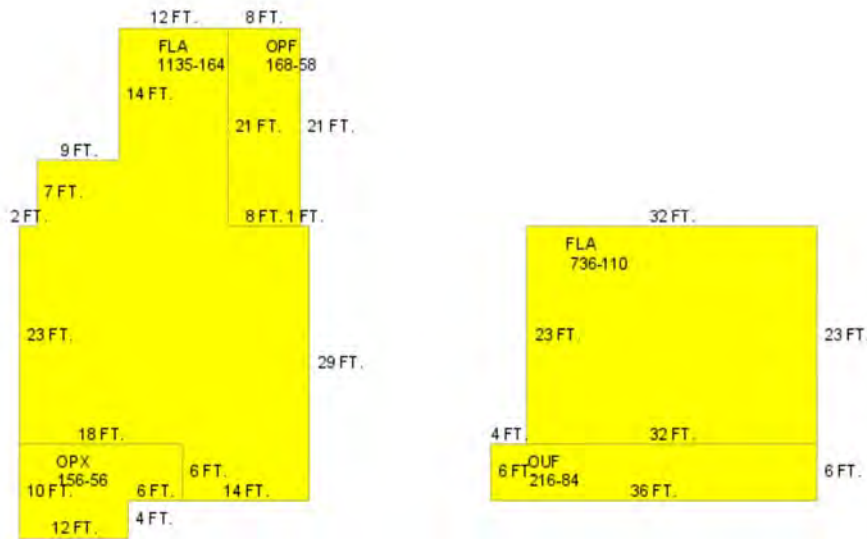 12 FT.
8 FT.
FLA
1135-164
OPF
168-58
14 FT.
21 FT.
21 FT.
9 FT.
7 FT.
2 FT.
8 FT.
1 FT.
23 FT.
29 FT.
18 FT.
OPX
156-56
6 FT.
10 FT.
6 FT.
14 FT.
4 FT.
12 FT.
32 FT.
FLA
736-110
23 FT.
23 FT.
4 FT.
32 FT.
OUF
216-84
6 FT.
6 FT.
36 FT.